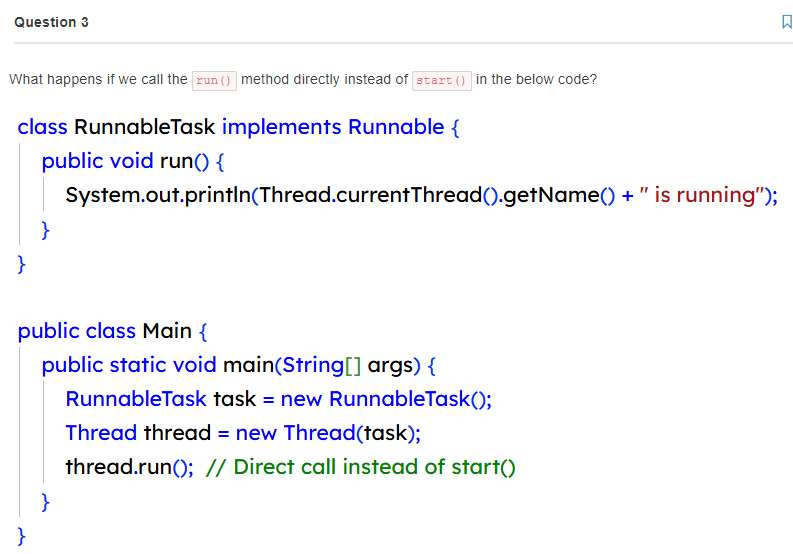 Question 3
What happens if we call the run() method directly instead of start() in the below code?
class RunnableTask implements Runnable {
public void run() {
System.out.println(Thread.currentThread().getName() + " is running");
}
}
public class Main {
public static void main(String[] args) {
RunnableTask task = new RunnableTask();
Thread thread = new Thread(task);
thread.run(); // Direct call instead of start()
}
}